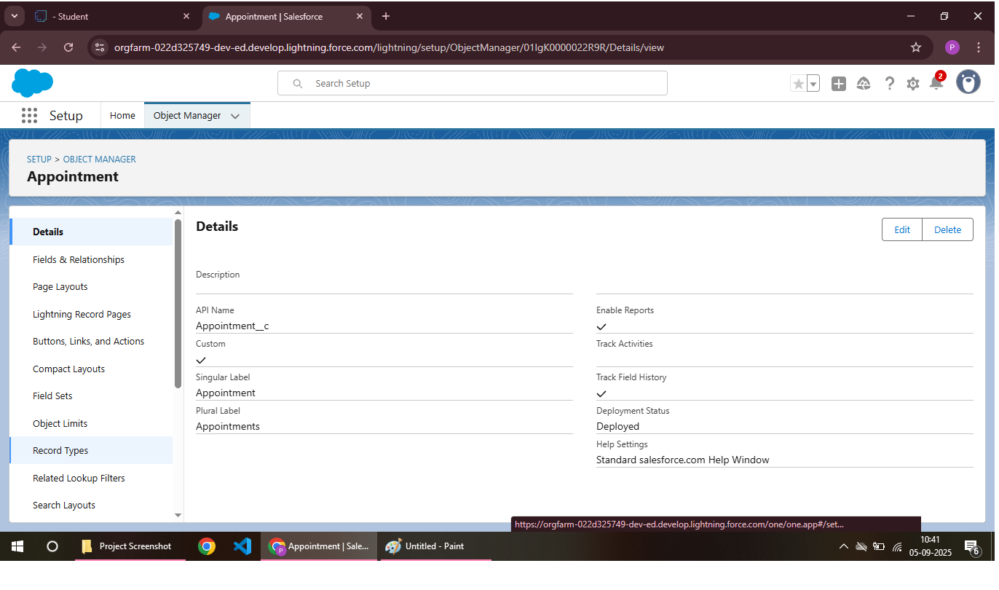 - Student
Appointment | Salesforce
orgfarm-022d325749-dev-ed.develop.lightning.force.com/lightning/setup/ObjectManager/01IgK0000022R9R/Details/view
P
Search Setup
2
Setup
Home
Object Manager
SETUP > OBJECT MANAGER
Appointment
Details
Fields & Relationships
Page Layouts
Lightning Record Pages
Buttons, Links, and Actions
Compact Layouts
Field Sets
Object Limits
Record Types
Related Lookup Filters
Search Layouts
Details
Edit
Delete
Description
API Name
Appointment__c
Custom
Singular Label
Appointment
Plural Label
Appointments
Enable Reports
Track Activities
Track Field History
Deployment Status
Deployed
Help Settings
Standard salesforce.com Help Window
https://orgfarm-022d325749-dev-ed.develop.lightning.force.com/one/one.app#/set...
Project Screenshot
P
Appointment | Sale...
Untitled - Paint
10:41
05-09-2025
6